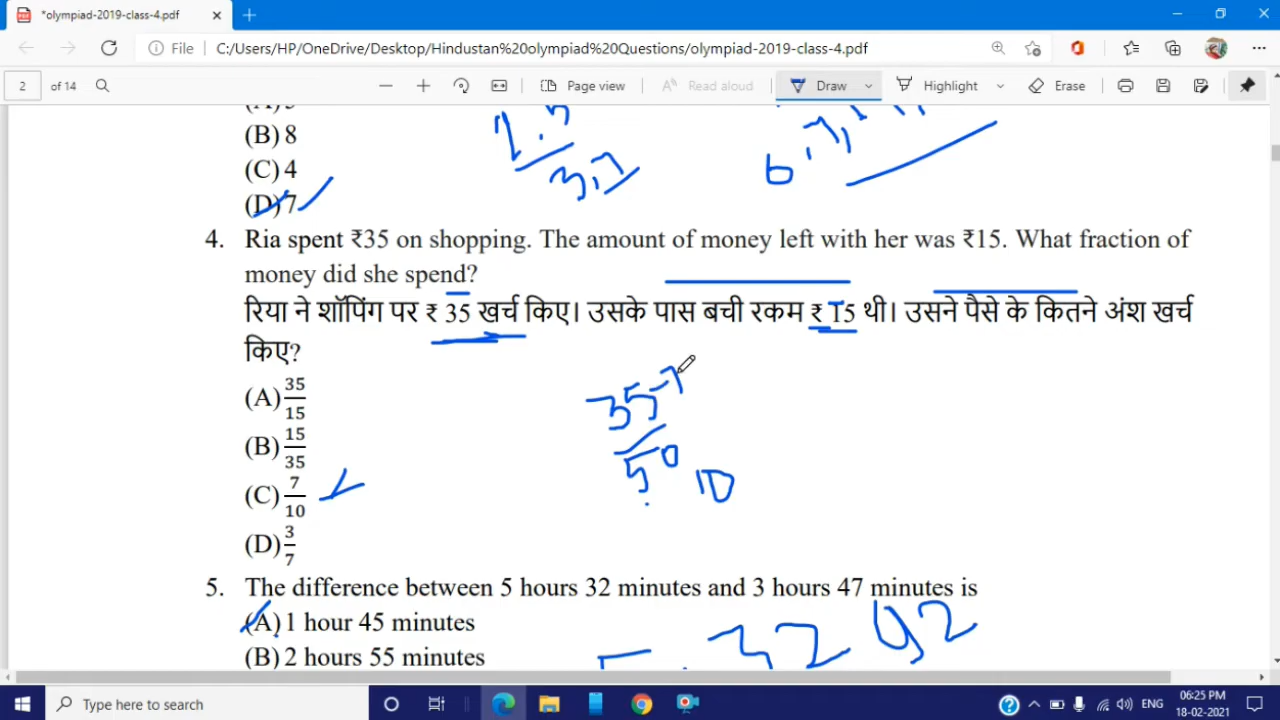 *olympiad-2019-class-4.pdf
File C:/Users/HP/OneDrive/Desktop/Hindustan%20olympiad%20Questions/olympiad-2019-class-4.pdf
2 of 14 Page view Read aloud Draw Highlight Erase
(B) 8
(C) 4
(D) 7
6,7,
4. Ria spent ₹35 on shopping. The amount of money left with her was ₹15. What fraction of
money did she spend?
रिया ने शॉपिंग पर ₹ 35 खर्च किए। उसके पास बची रकम ₹ 15 थी। उसने पैसे के कितने अंश खर्च
किए?
(A) 35/15
(B) 15/35
(C) 7/10
(D) 3/7
35 7
50 10
5. The difference between 5 hours 32 minutes and 3 hours 47 minutes is
(A) 1 hour 45 minutes
(B) 2 hours 55 minutes
32 92
Type here to search
ENG
06:25 PM
18-02-2021